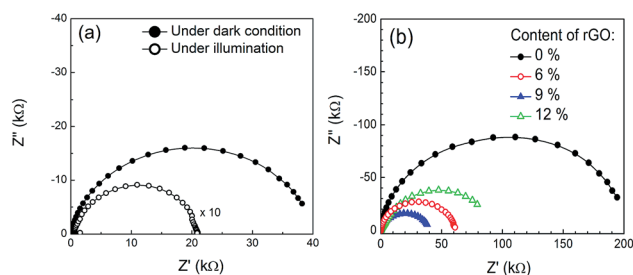 (a)
Under dark condition
Under illumination
-40
-30
-20
-10
0
Z'' (kΩ)
x 10
0 10 20 30 40
Z' (kΩ)
(b)
Content of rGO:
0 %
6 %
9 %
12 %
-200
-150
-100
-50
0
Z'' (kΩ)
0 50 100 150 200
Z' (kΩ)